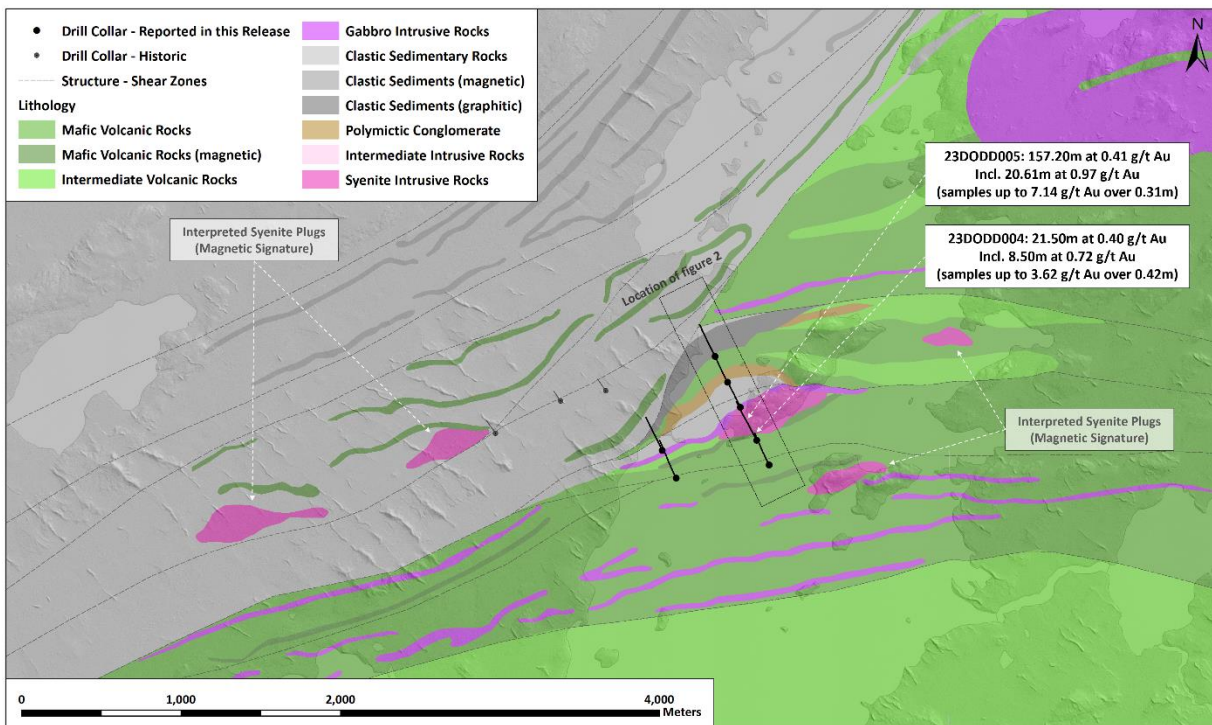 Drill Collar - Reported in this Release
Drill Collar - Historic
Structure - Shear Zones
Lithology
Mafic Volcanic Rocks
Mafic Volcanic Rocks (magnetic)
Intermediate Volcanic Rocks
Gabbro Intrusive Rocks
Clastic Sedimentary Rocks
Clastic Sediments (magnetic)
Clastic Sediments (graphitic)
Polymictic Conglomerate
Intermediate Intrusive Rocks
Syenite Intrusive Rocks
N
23DODD005: 157.20m at 0.41 g/t Au
Incl. 20.61m at 0.97 g/t Au
(samples up to 7.14 g/t Au over 0.31m)
23DODD004: 21.50m at 0.40 g/t Au
Incl. 8.50m at 0.72 g/t Au
(samples up to 3.62 g/t Au over 0.42m)
Interpreted Syenite Plugs
(Magnetic Signature)
Location of figure 2
Interpreted Syenite Plugs
(Magnetic Signature)
0 1,000 2,000 4,000
Meters